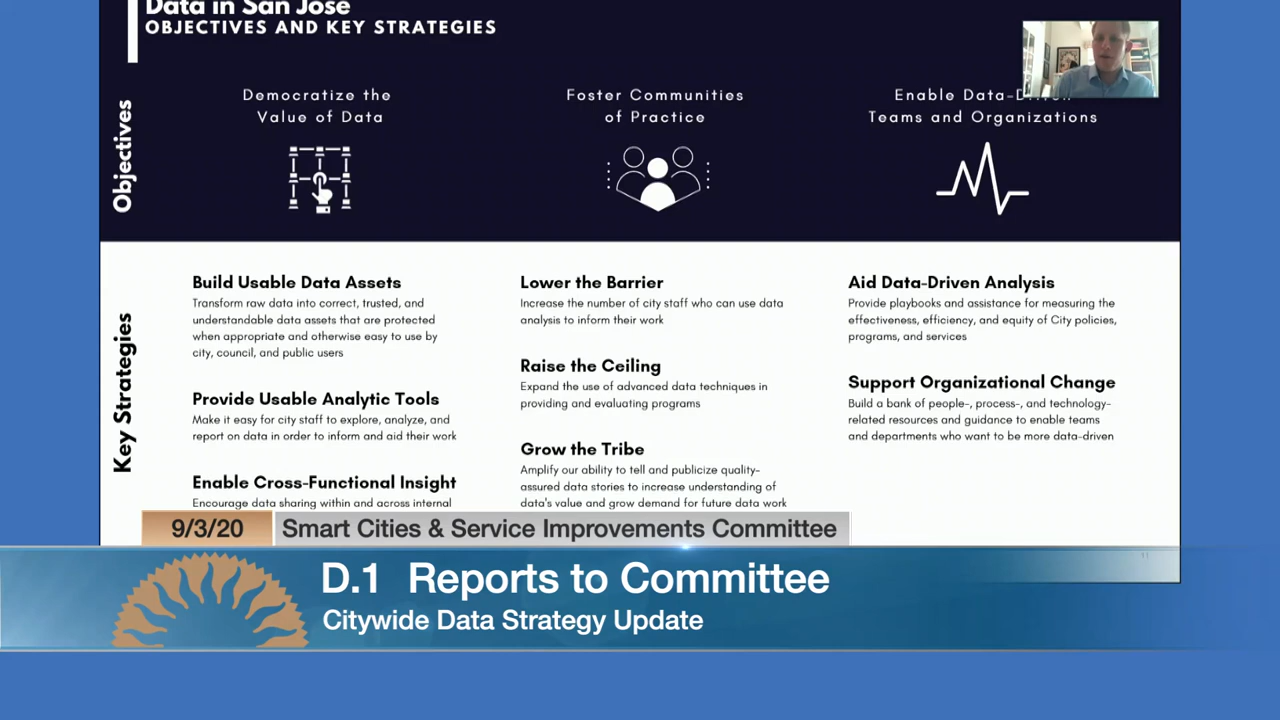 Data in San Jose
OBJECTIVES AND KEY STRATEGIES
Objectives
Democratize the
Value of Data
Foster Communities
of Practice
Enable Data-Driven
Teams and Organizations
Key Strategies
Build Usable Data Assets
Transform raw data into correct, trusted, and
understandable data assets that are protected
when appropriate and otherwise easy to use by
city, council, and public users
Provide Usable Analytic Tools
Make it easy for city staff to explore, analyze, and
report on data in order to inform and aid their work
Enable Cross-Functional Insight
Encourage data sharing within and across internal
Lower the Barrier
Increase the number of city staff who can use data
analysis to inform their work
Raise the Ceiling
Expand the use of advanced data techniques in
providing and evaluating programs
Grow the Tribe
Amplify our ability to tell and publicize quality-
assured data stories to increase understanding of
data's value and grow demand for future data work
Aid Data-Driven Analysis
Provide playbooks and assistance for measuring the
effectiveness, efficiency, and equity of City policies,
programs, and services
Support Organizational Change
Build a bank of people-, process-, and technology-
related resources and guidance to enable teams
and departments who want to be more data-driven
11
9/3/20
Smart Cities & Service Improvements Committee
D.1 Reports to Committee
Citywide Data Strategy Update